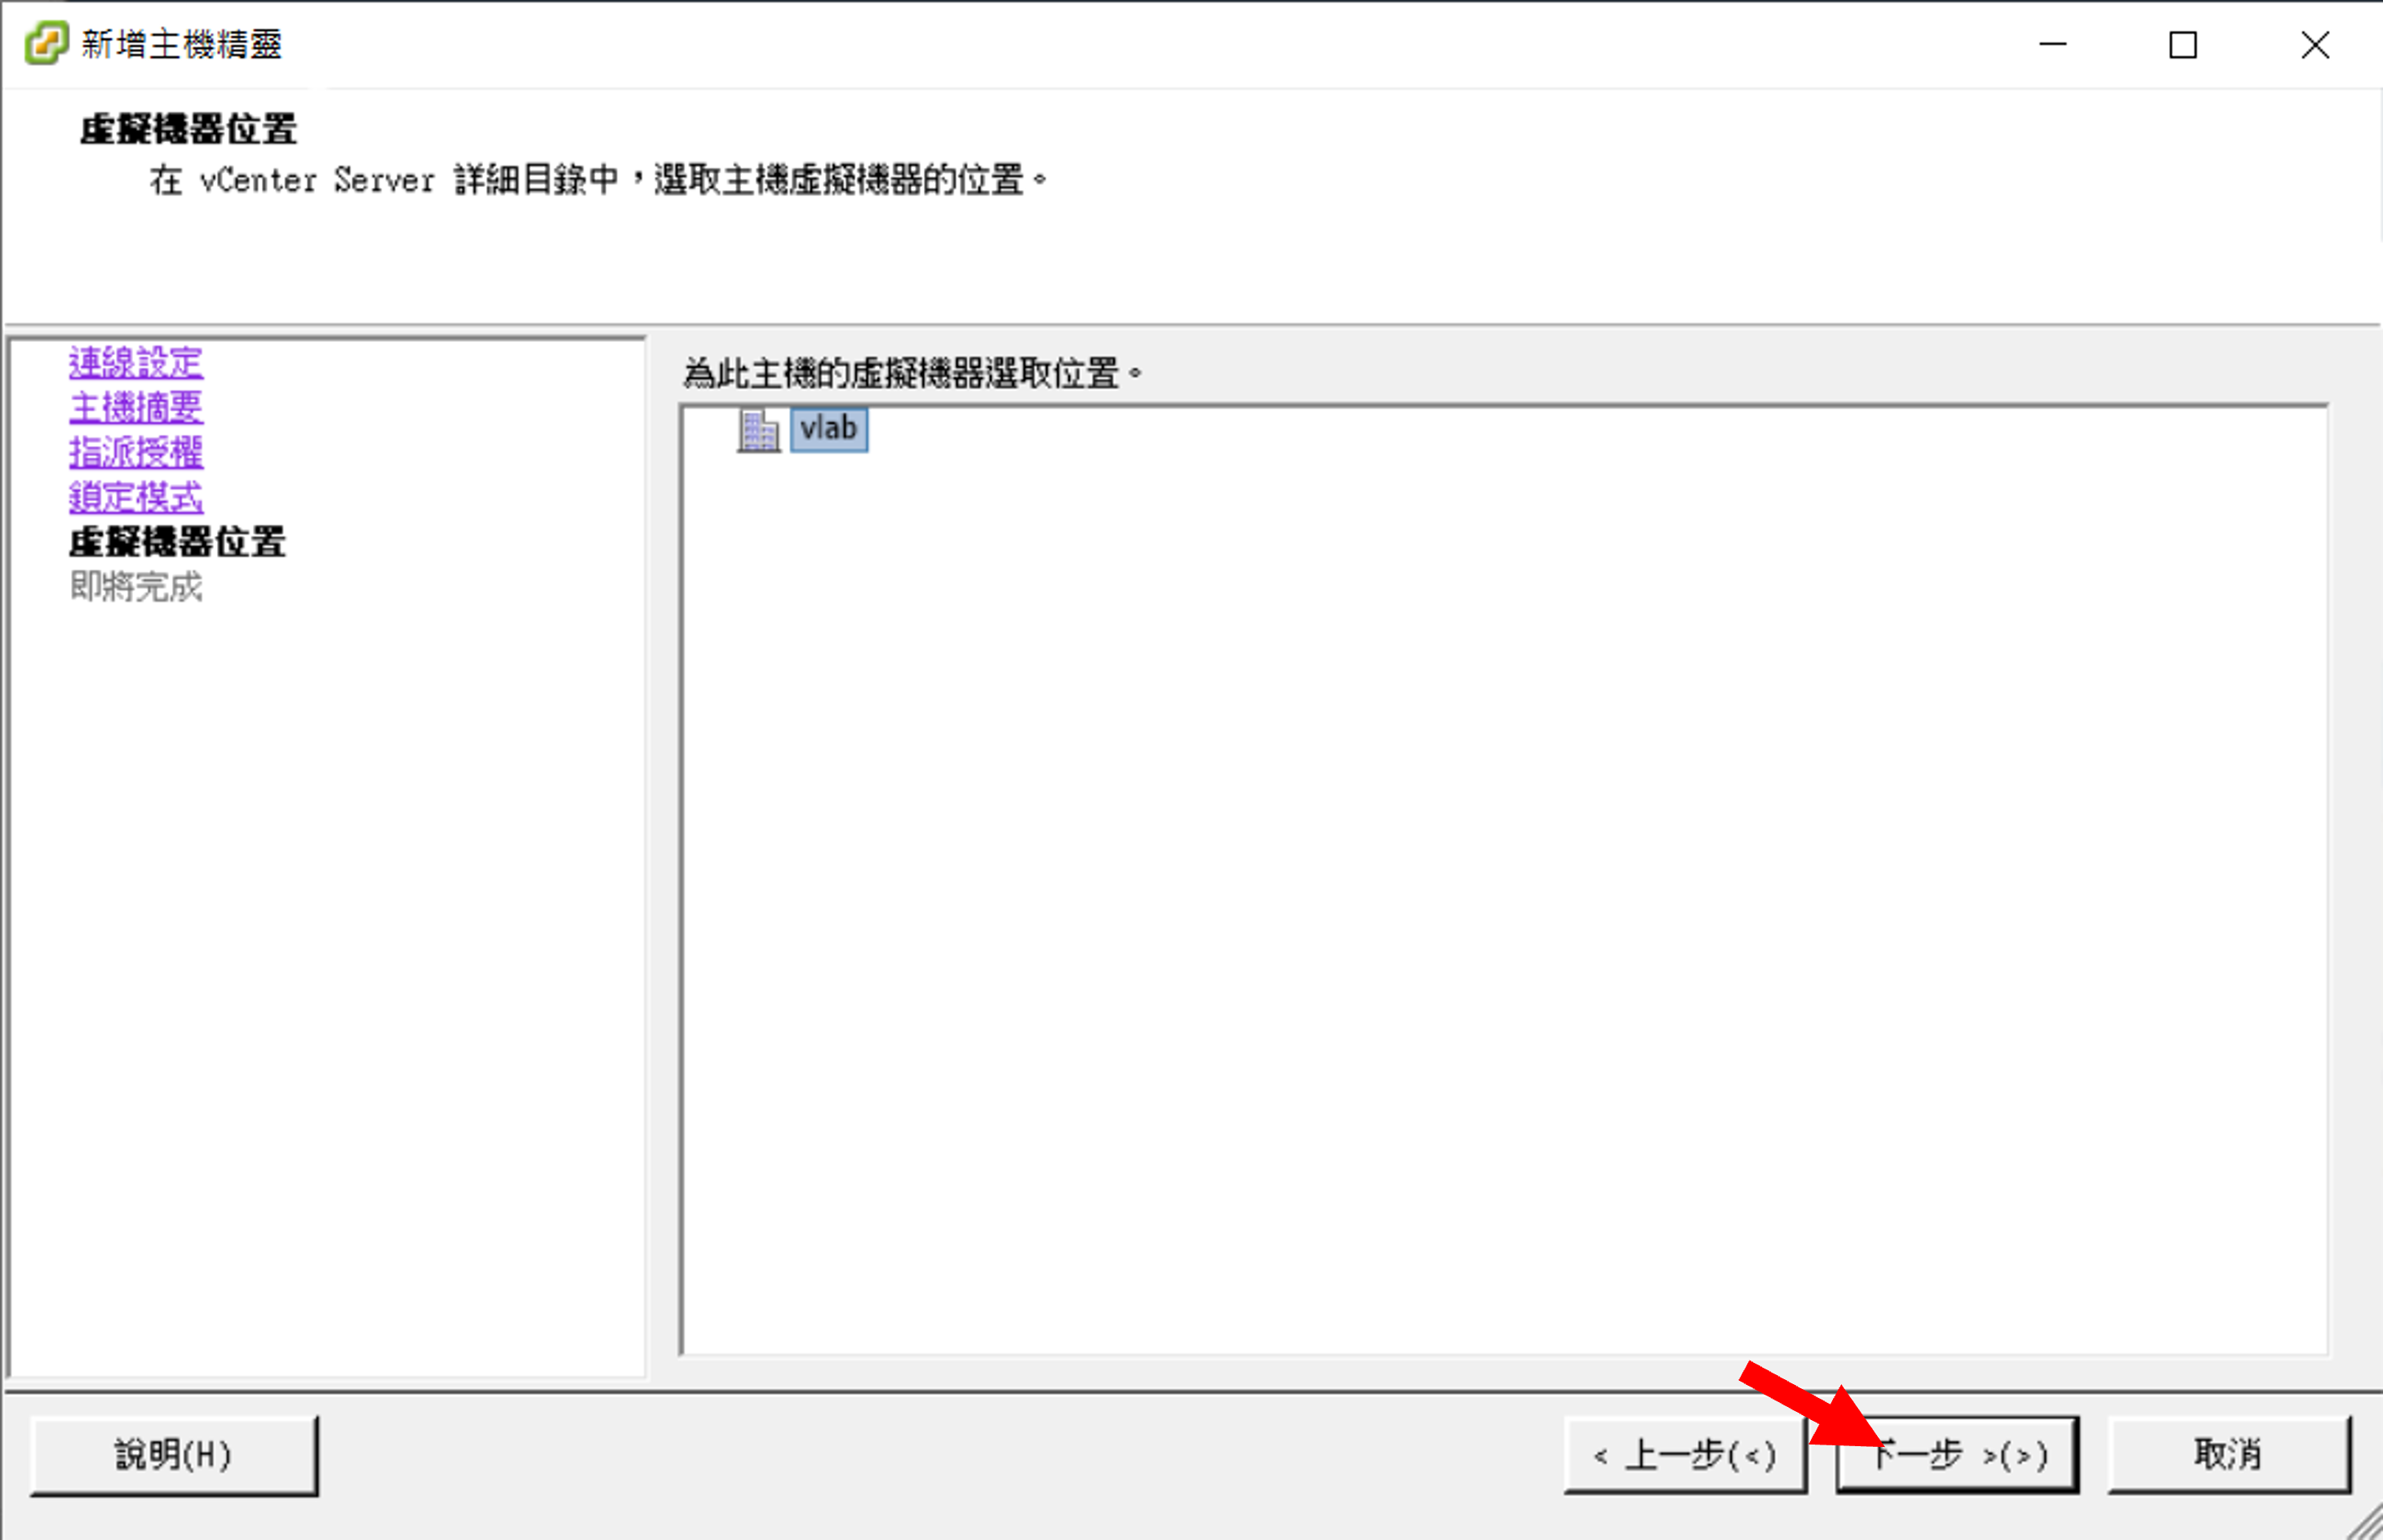 新增主機精靈
虛擬機器位置
在 vCenter Server 詳細目錄中，選取主機虛擬機器的位置。
連線設定
主機摘要
指派授權
鎖定模式
虛擬機器位置
即將完成
為此主機的虛擬機器選取位置。
vlab
說明(H)
< 上一步(<)
下一步 >(>)
取消